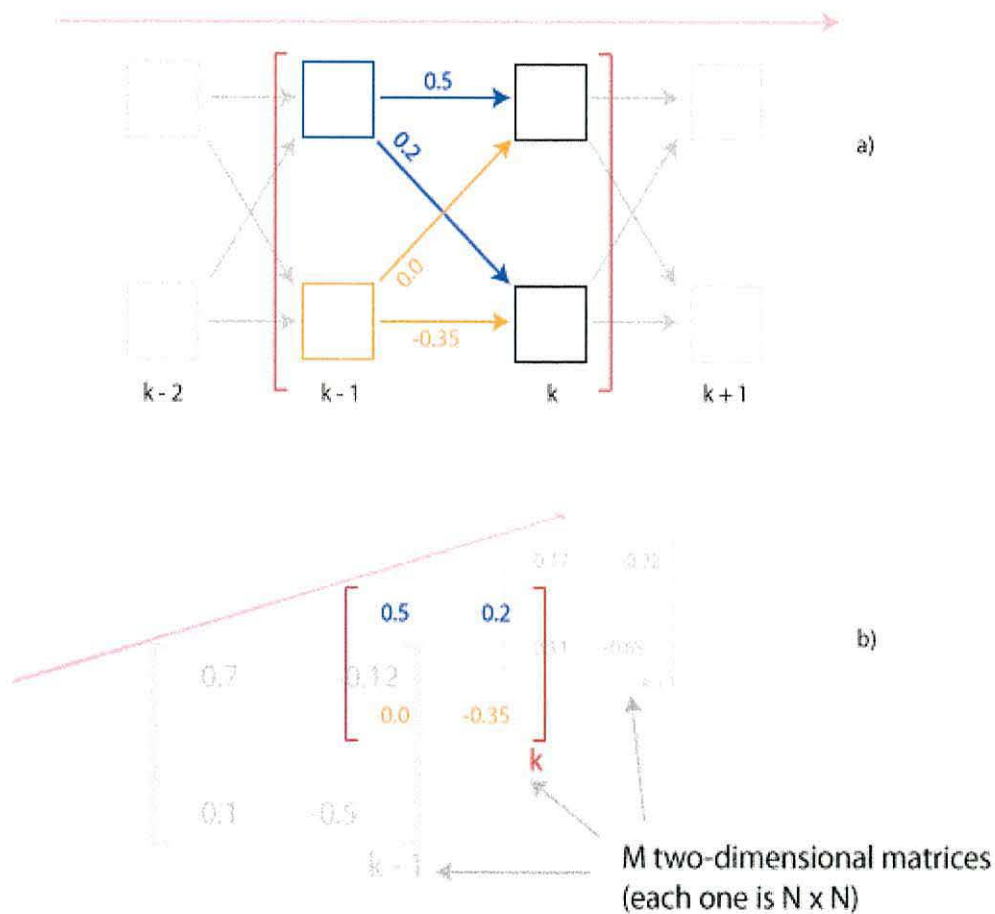 0.5
a)
0.2
0.0
-0.35
k - 2 k - 1 k k + 1
0.5 0.2
b)
0.7 -0.12
0.0 -0.35
k
0.1 -0.5
k - 1
M two-dimensional matrices
(each one is N x N)